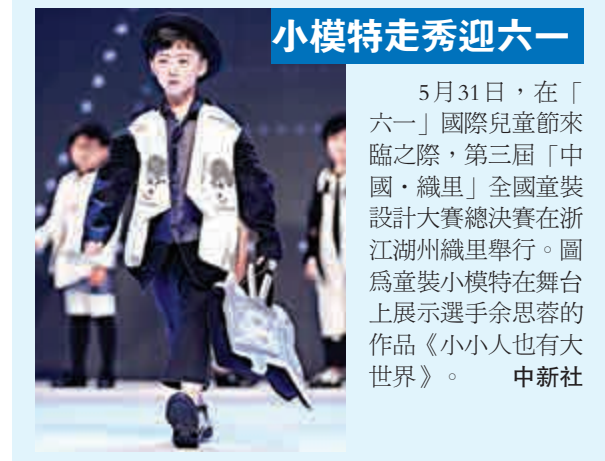 小模特走秀迎六一
5月31日，在「
六一」國際兒童節來
臨之際，第三屆「中
國·織里」全國童裝
設計大賽總決賽在浙
江湖州織里舉行。圖
爲童裝小模特在舞台
上展示選手余思蓉的
作品《小小人也有大
世界》。 中新社